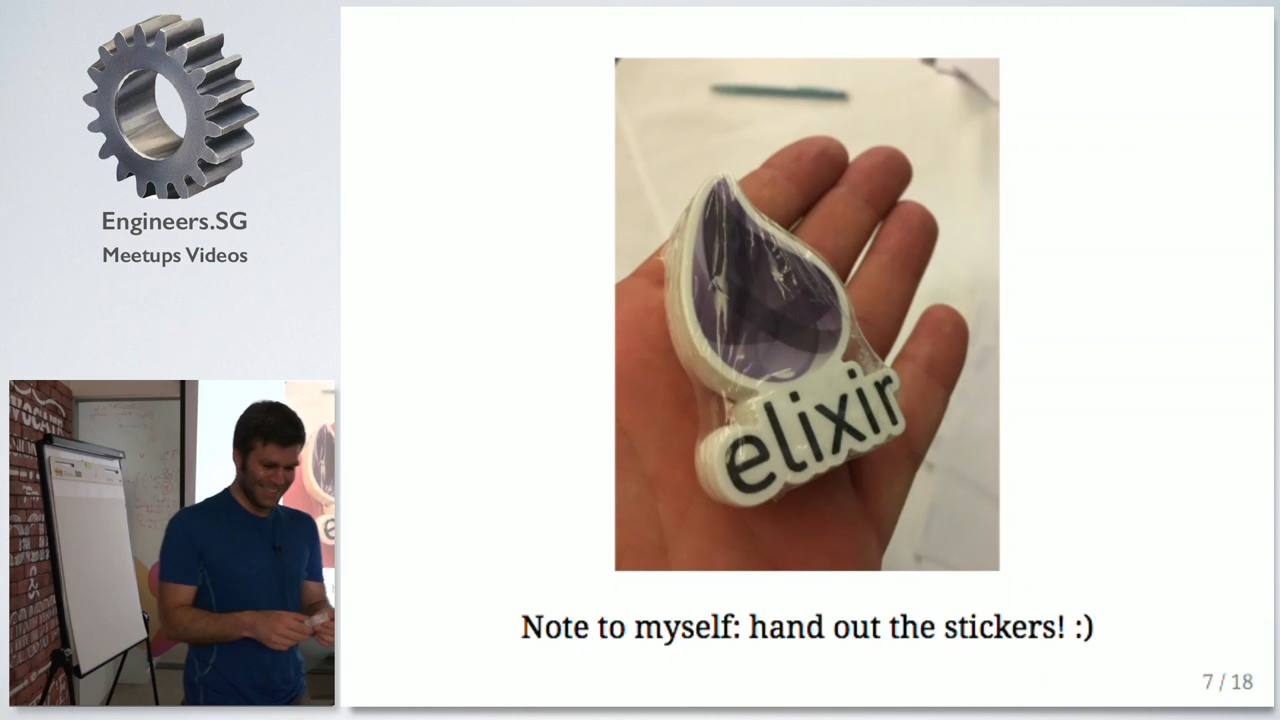 Engineers.SG
Meetups Videos
elixir
Note to myself: hand out the stickers! :)
7 / 18